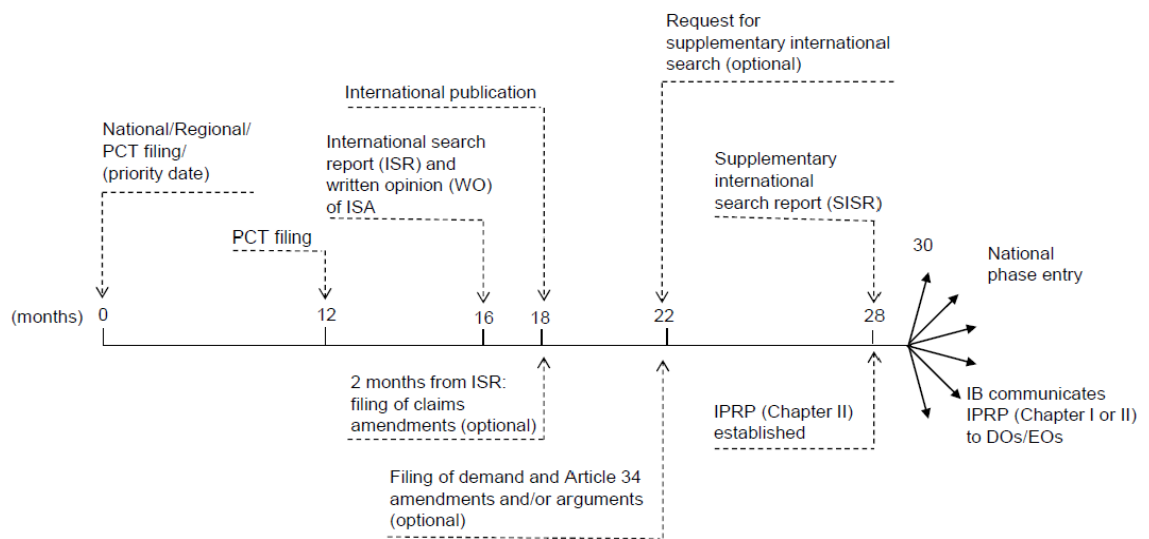 Request for
supplementary international
search (optional)
International publication
National/Regional/
PCT filing/
(priority date)
International search
report (ISR) and
written opinion (WO)
of ISA
Supplementary
international
search report (SISR)
PCT filing
30
National
phase entry
(months)
0
12
16
18
22
28
2 months from ISR:
filing of claims
amendments (optional)
IPRP (Chapter II)
established
IB communicates
IPRP (Chapter I or II)
to DOs/EOs
Filing of demand and Article 34
amendments and/or arguments
(optional)